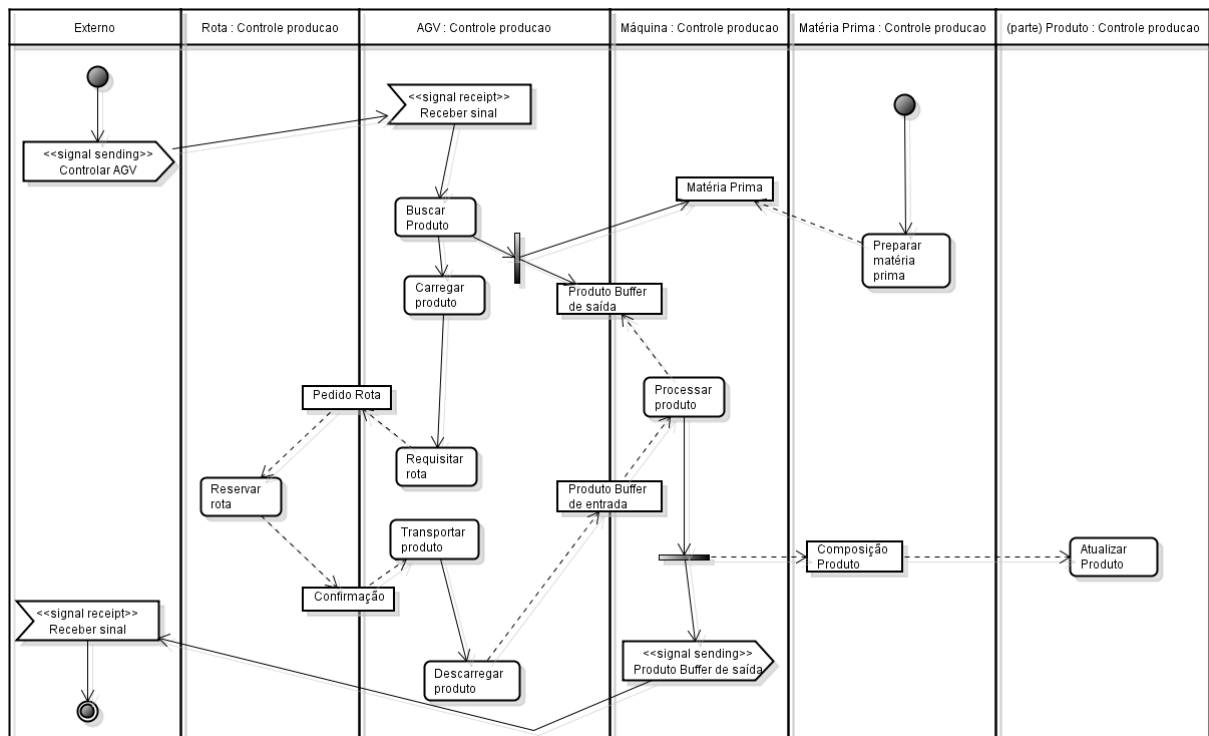 Externo
Rota : Controle producao
AGV : Controle producao
Máquina : Controle producao
Matéria Prima : Controle producao
(parte) Produto : Controle producao
<<signal receipt>>
Receber sinal
<<signal sending>>
Controlar AGV
Matéria Prima
Buscar
Produto
Preparar
matéria
prima
Carregar
produto
Produto Buffer
de saída
Pedido Rota
Processar
produto
Requisitar
rota
Reservar
rota
Produto Buffer
de entrada
Transportar
produto
Composição
Produto
Atualizar
Produto
Confirmação
<<signal receipt>>
Receber sinal
<<signal sending>>
Produto Buffer de saída
Descarregar
produto